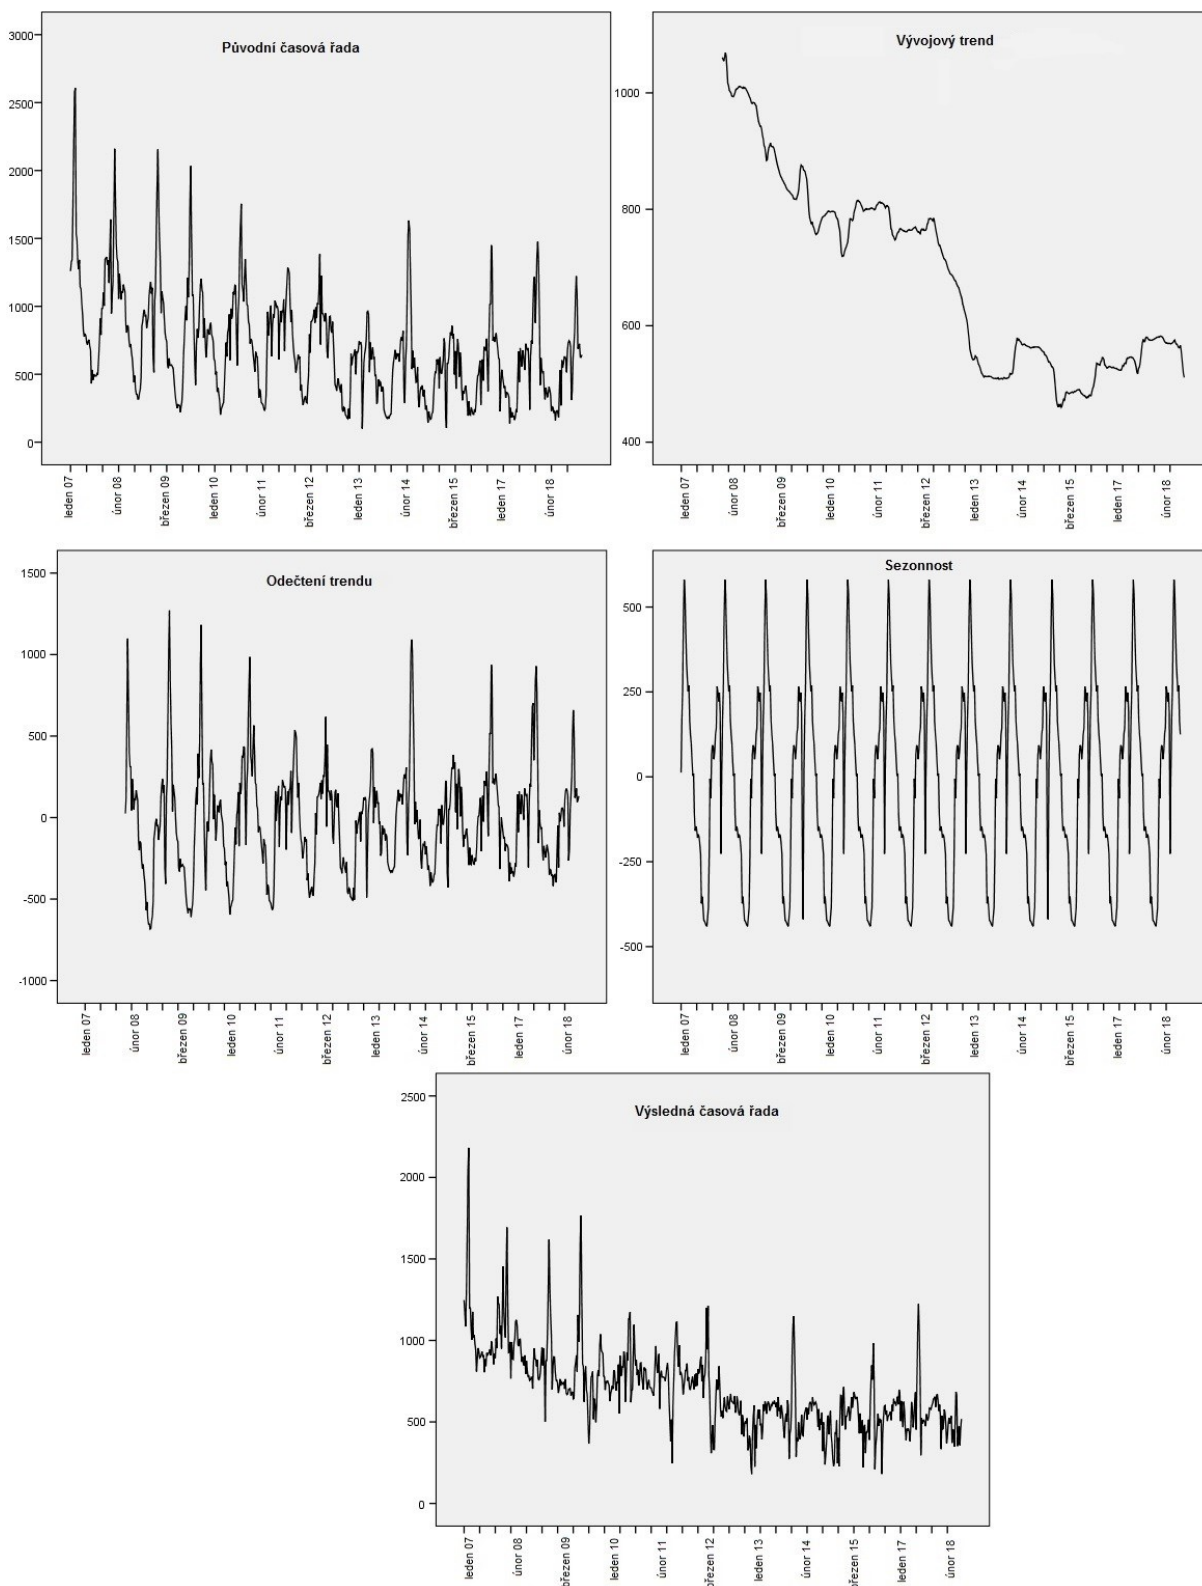 Původní časová řada
3000
2500
2000
1500
1000
500
0
leden 07
únor 08
březen 09
leden 10
únor 11
březen 12
leden 13
únor 14
březen 15
leden 17
únor 18
Vývojový trend
1000
800
600
400
leden 07
únor 08
březen 09
leden 10
únor 11
březen 12
leden 13
únor 14
březen 15
leden 17
únor 18
Odečtení trendu
1500
1000
500
0
-500
-1000
leden 07
únor 08
březen 09
leden 10
únor 11
březen 12
leden 13
únor 14
březen 15
leden 17
únor 18
Sezonnost
500
250
0
-250
-500
leden 07
únor 08
březen 09
leden 10
únor 11
březen 12
leden 13
únor 14
březen 15
leden 17
únor 18
Výsledná časová řada
2500
2000
1500
1000
500
0
leden 07
únor 08
březen 09
leden 10
únor 11
březen 12
leden 13
únor 14
březen 15
leden 17
únor 18